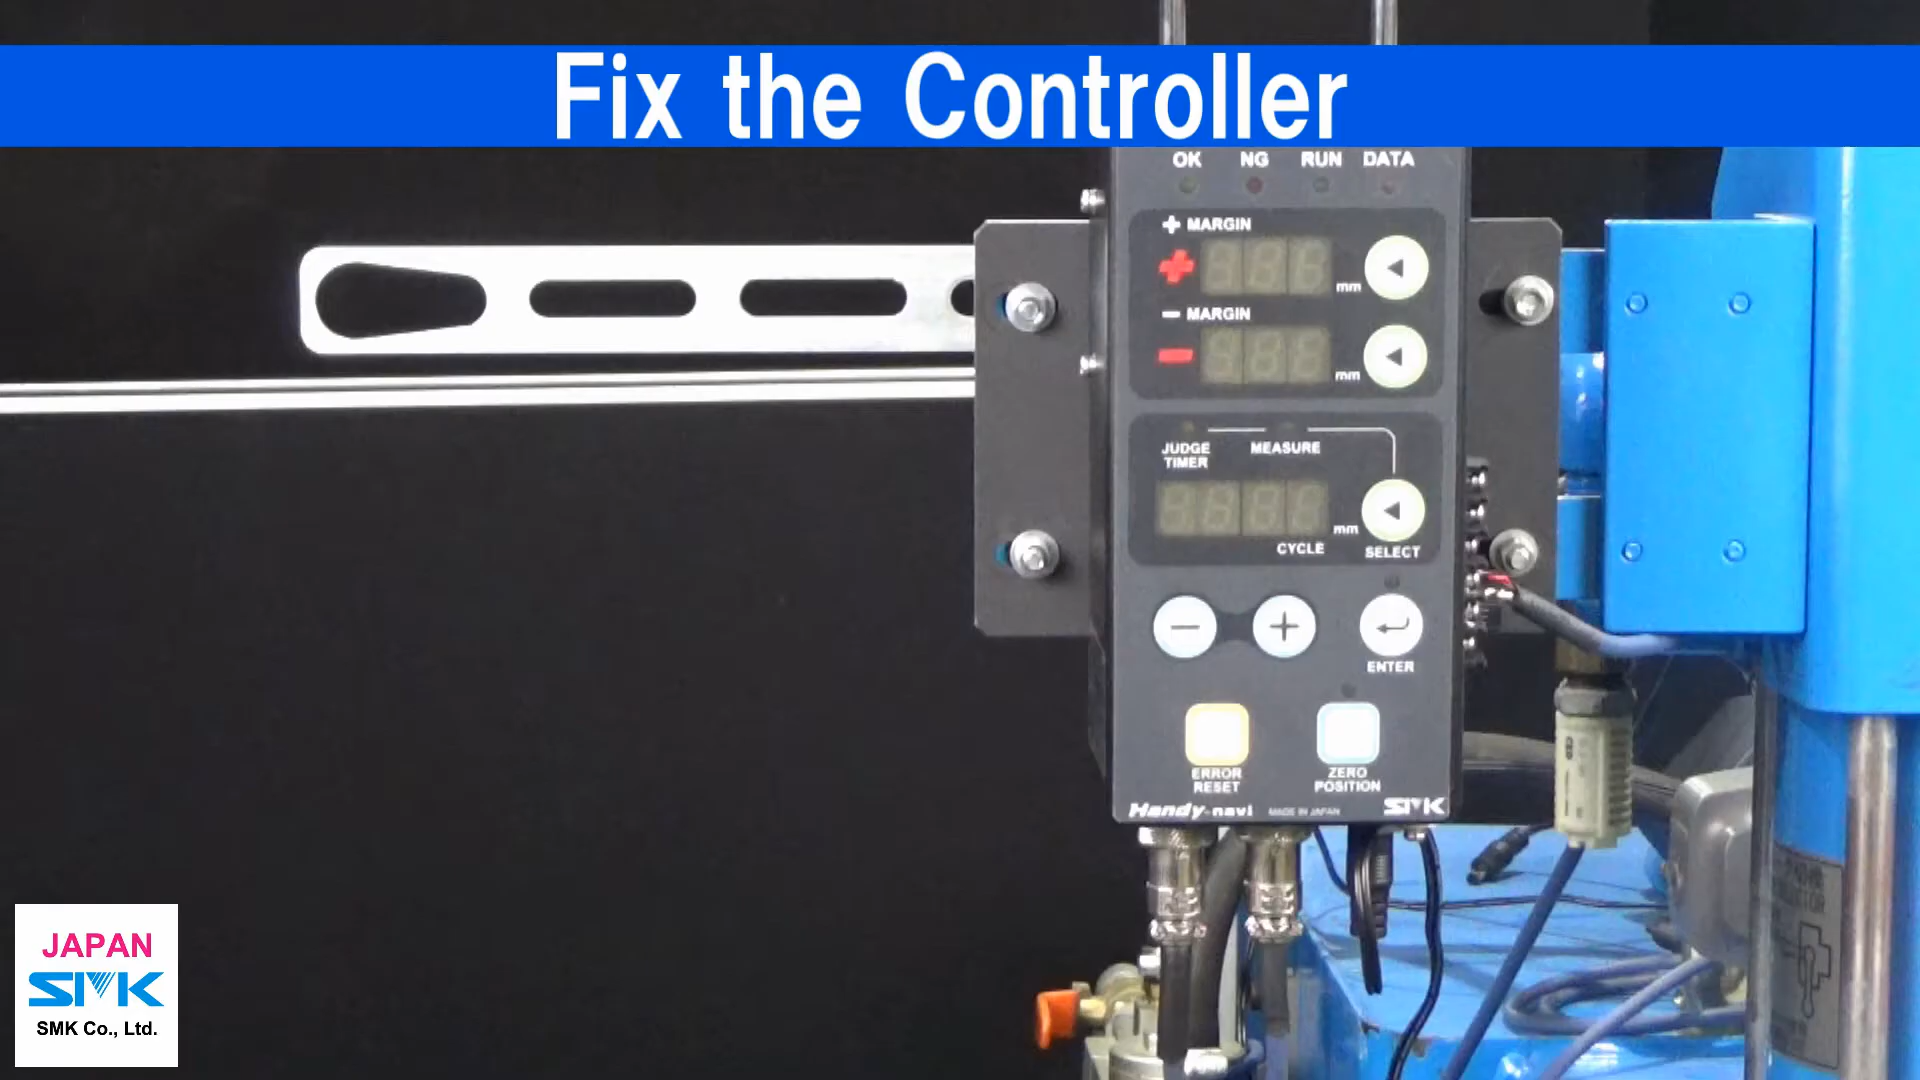 Fix the Controller
OK NG RUN DATA
+ MARGIN
+ mm
− MARGIN
− mm
JUDGE TIMER
MEASURE
mm
CYCLE
SELECT
− +
ENTER
ERROR RESET
ZERO POSITION
Handy-navi MADE IN JAPAN SMK
JAPAN
SMK
SMK Co., Ltd.